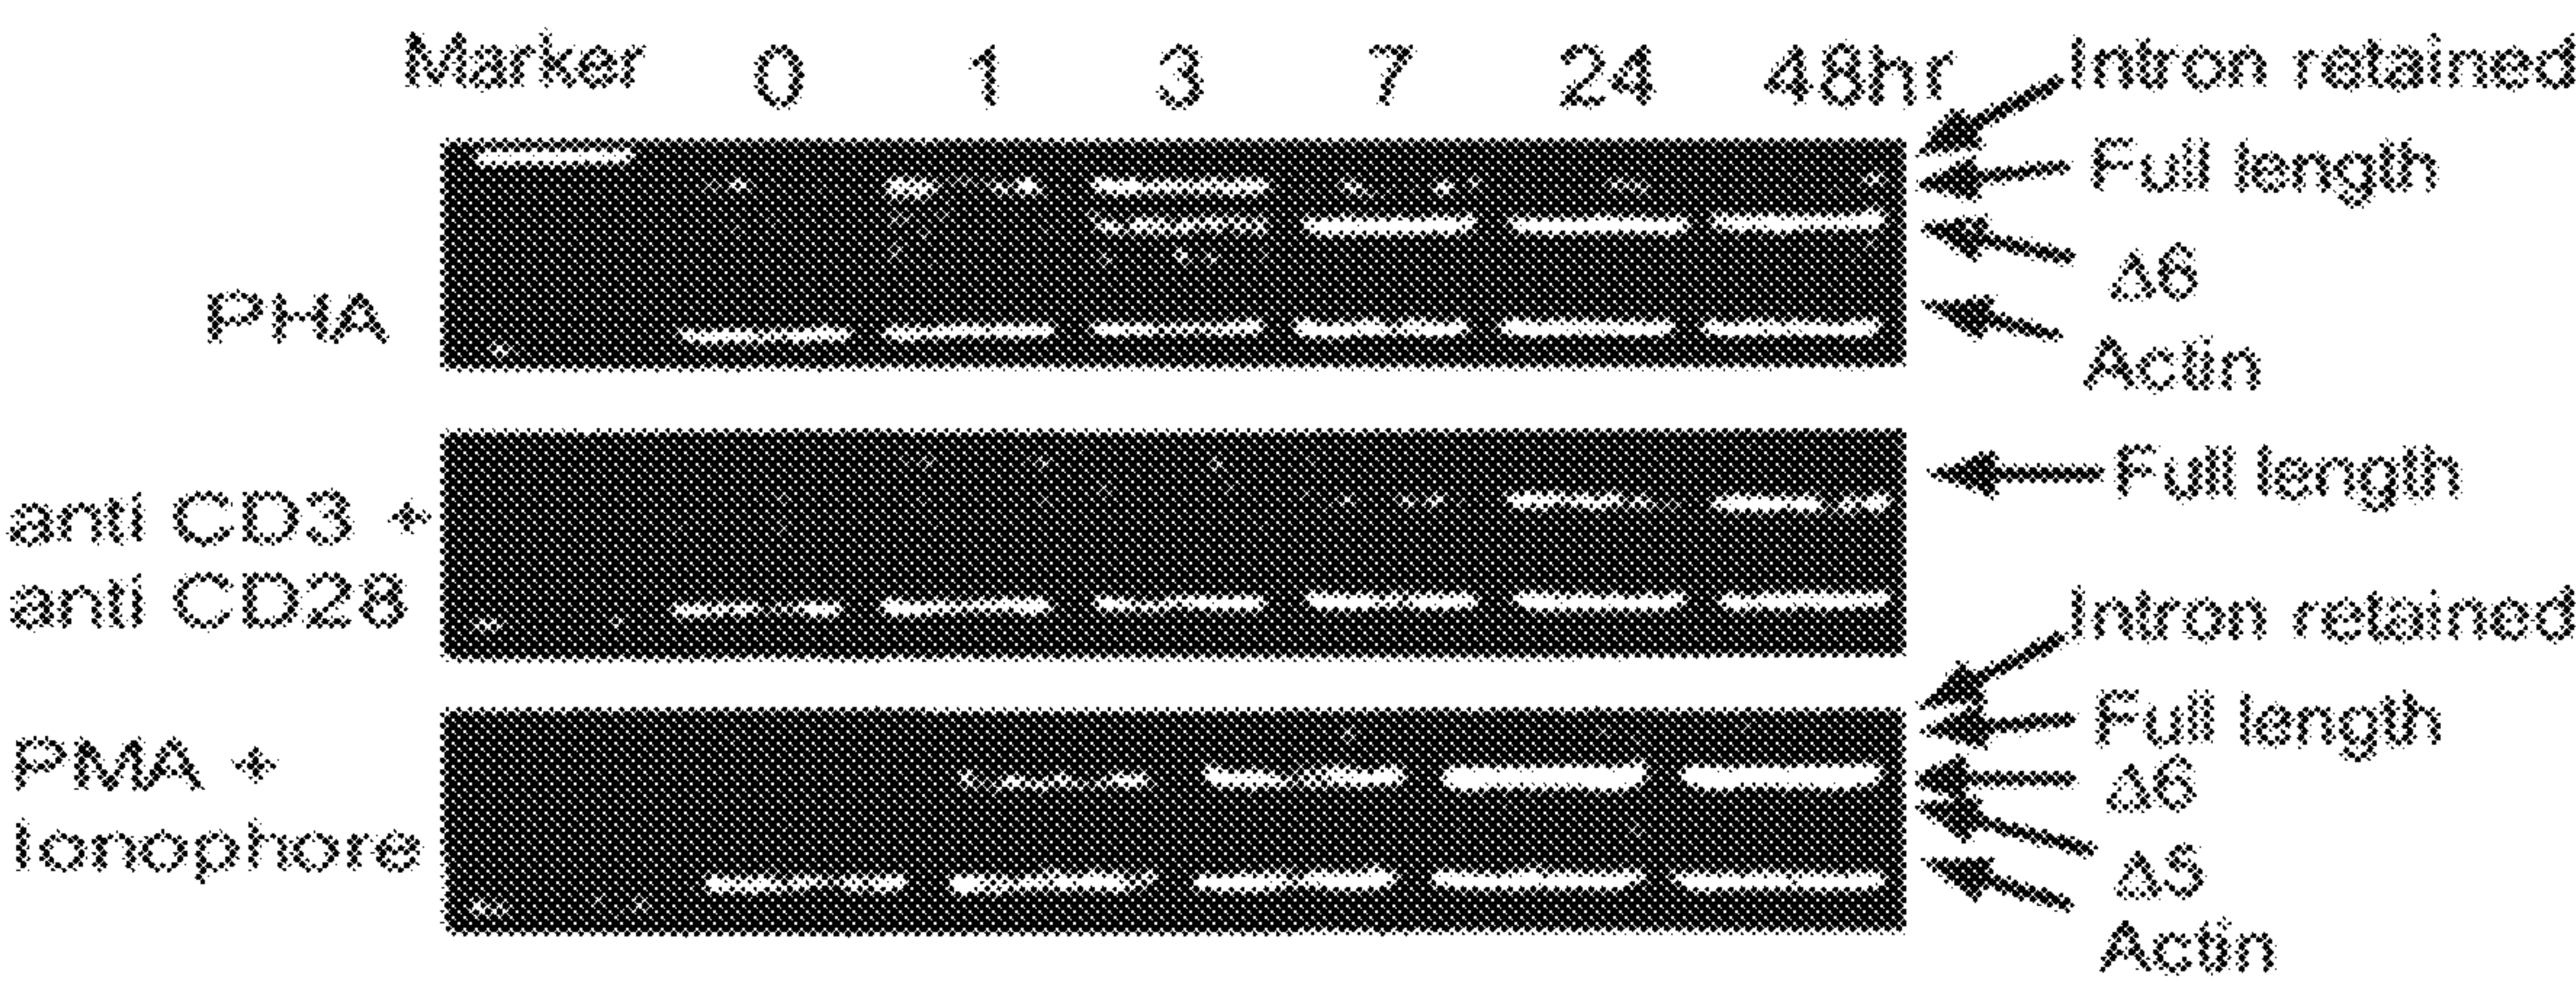 Marker 0 1 3 7 24 48hr
Intron retained
Full length
Δ6
Actin
PHA
anti CD3 +
anti CD28
Full length
PMA +
Ionophore
Intron retained
Full length
Δ6
Δ5
Actin